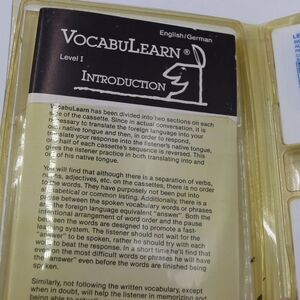 English/German
VOCABULEARN®
Level I
INTRODUCTION
VocabuLearn has been divided into two sections on each
side of the cassette. Since in actual conversation, it is
necessary to translate the foreign language into your
own native tongue and then, in order to respond,
translate your response into the listener's native tongue,
one half of each cassette's sequence is reversed. This
gives the listener practice in both translating into and
out of his native tongue.
You will find that although there is a separation of verbs,
nouns, adjectives, etc. on the cassettes, there is no order
to the words. They have purposely not been put into
alphabetical or commonality listing. Additionally, there is a
pause between the spoken vocabulary words or phrases
and the foreign language equivalent "answer". Both the
intentional arrangement of word order and the pause
between the words are designed to promote a fast-
learning system. The listener should not wait for the
"answer" to be spoken, rather he should try with each
word to beat the response. In a short time he'll find that
even on the most difficult words or phrases he will have
the "answer" even before the words are finished being
spoken.
Similarly, not following the written vocabulary, except
when in doubt, will help the listener in memorizing and
being able to